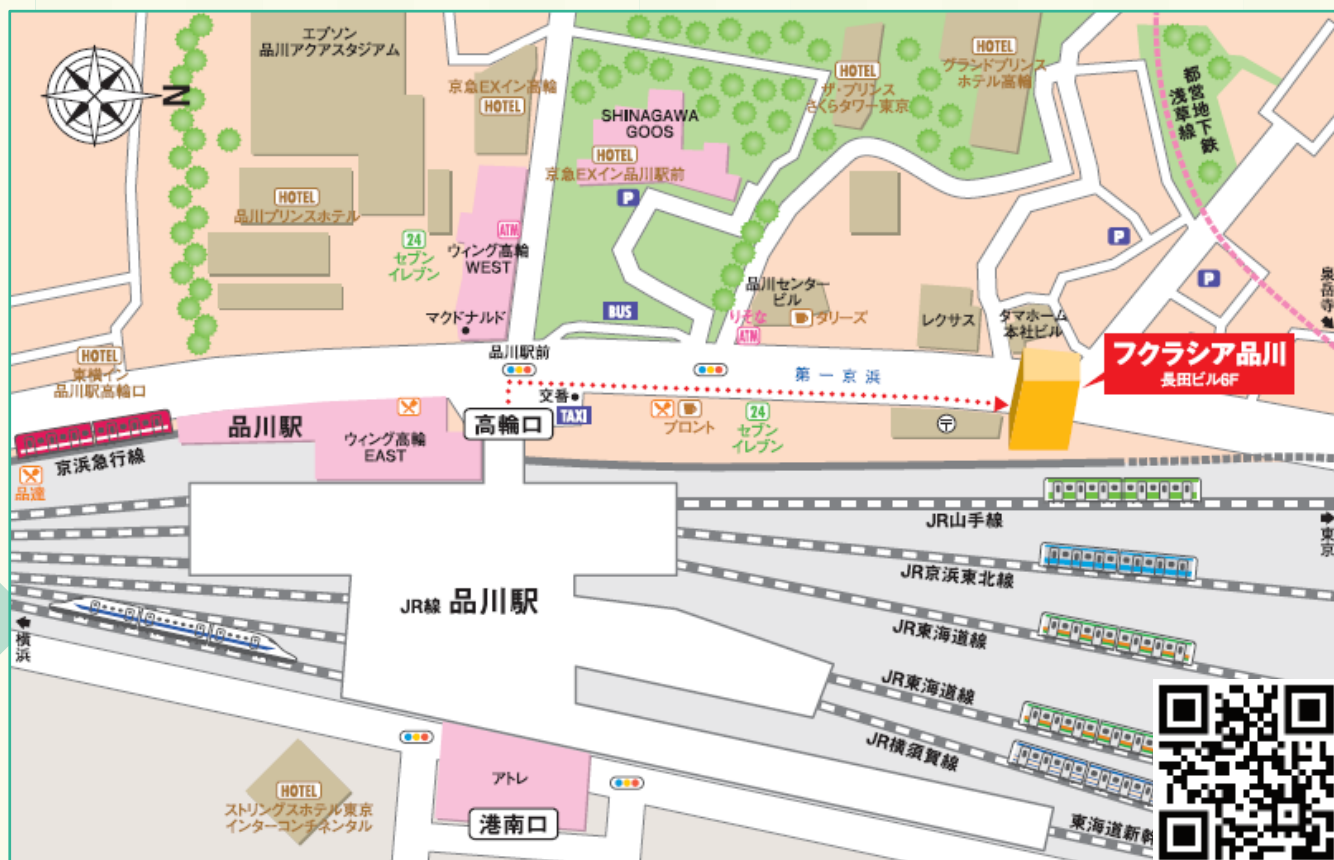 エプソン
品川アクアスタジアム
N
京急EXイン高輪
HOTEL
SHINAGAWA
GOOS
HOTEL
京急EXイン品川駅前
P
HOTEL
ザ・プリンス
さくらタワー東京
HOTEL
グランドプリンス
ホテル高輪
都営地下鉄
浅草線
HOTEL
品川プリンスホテル
24
セブン
イレブン
ATM
ウィング高輪
WEST
マクドナルド
BUS
品川センター
ビル
りそな
ATM
タリーズ
レクサス
タマホーム
本社ビル
P
P
泉岳寺
HOTEL
東横イン
品川駅高輪口
品川駅前
第一京浜
フクラシア品川
長田ビル6F
交番
TAXI
高輪口
品川駅
ウィング高輪
EAST
プロント
24
セブン
イレブン
〒
京浜急行線
品達
JR山手線
東京
JR京浜東北線
JR線 品川駅
JR東海道線
横浜
JR東海道線
JR横須賀線
アトレ
港南口
HOTEL
ストリングスホテル東京
インターコンチネンタル
東海道新幹